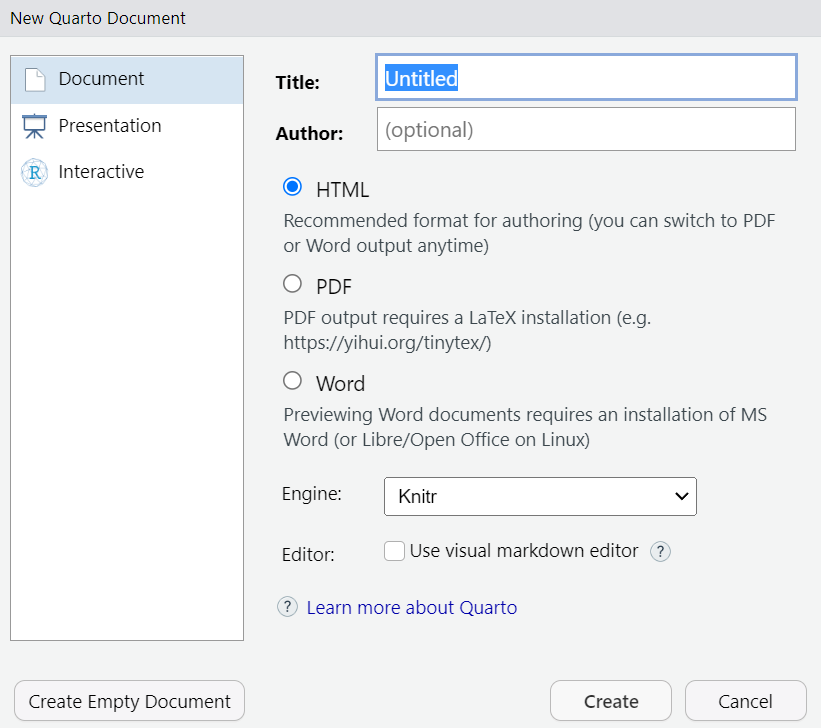 New Quarto Document
Document
Presentation
R Interactive
Title: Untitled
Author: (optional)
HTML
Recommended format for authoring (you can switch to PDF
or Word output anytime)
PDF
PDF output requires a LaTeX installation (e.g.
https://yihui.org/tinytex/)
Word
Previewing Word documents requires an installation of MS
Word (or Libre/Open Office on Linux)
Engine: Knitr
Editor: Use visual markdown editor ?
? Learn more about Quarto
Create Empty Document Create Cancel